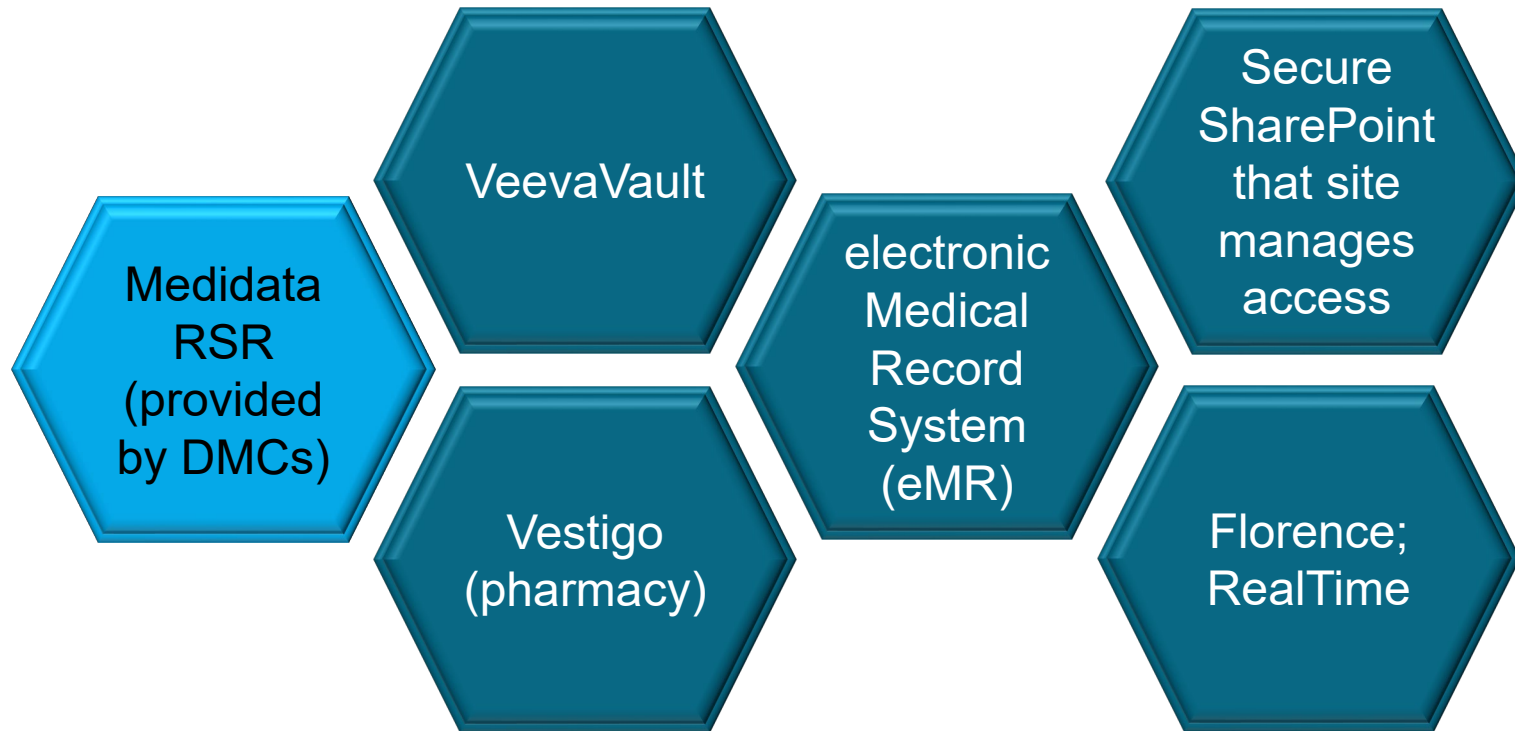 Medidata
RSR
(provided
by DMCs)
VeevaVault
Vestigo
(pharmacy)
electronic
Medical
Record
System
(eMR)
Secure
SharePoint
that site
manages
access
Florence;
RealTime